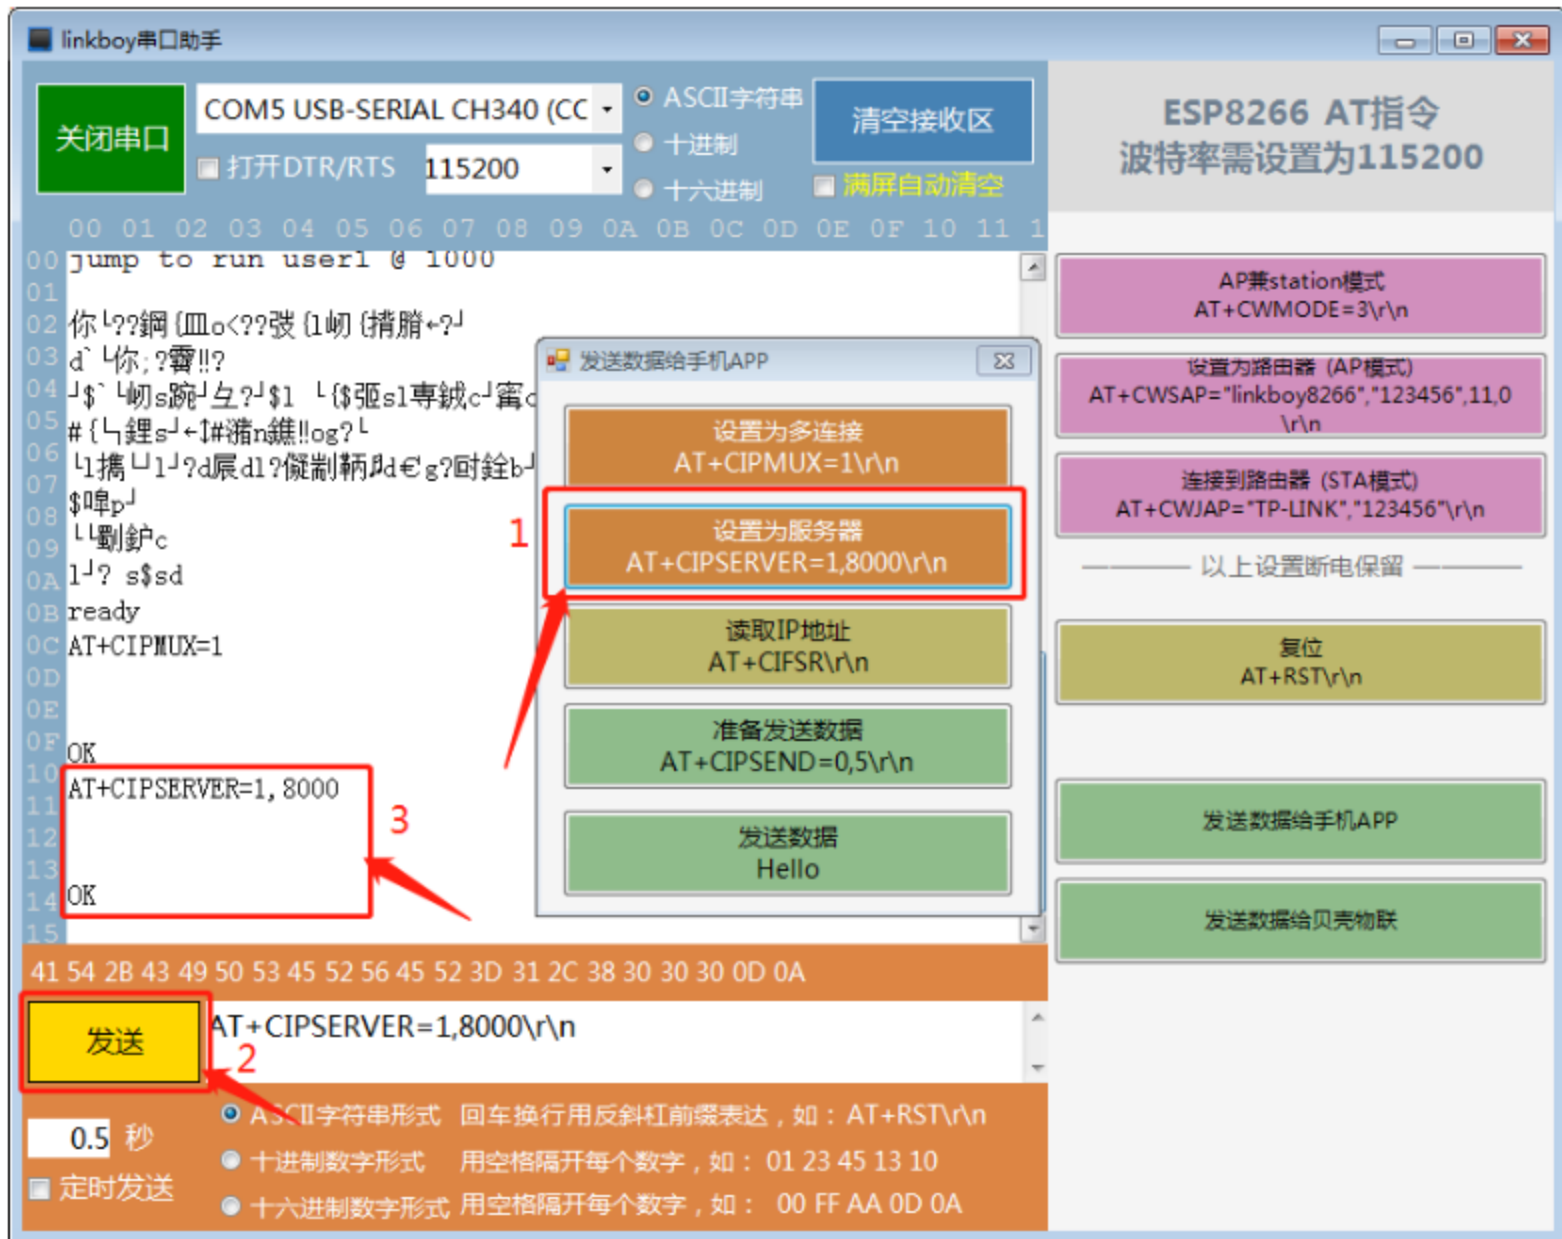 linkboy串口助手
关闭串口
COM5 USB-SERIAL CH340 (CC
打开DTR/RTS
115200
ASCII字符串
十进制
十六进制
清空接收区
满屏自动清空
ESP8266 AT指令
波特率需设置为115200
00 01 02 03 04 05 06 07 08 09 0A 0B 0C 0D 0E 0F 10 11 1
00 jump to run user1 @ 1000
01
02
03
04
05
06
07
08
09
0A
0B ready
0C AT+CIPMUX=1
0D
0E
0F OK
10 AT+CIPSERVER=1,8000
11
12
13
14 OK
15
3
发送数据给手机APP
设置为多连接
AT+CIPMUX=1\r\n
1
设置为服务器
AT+CIPSERVER=1,8000\r\n
读取IP地址
AT+CIFSR\r\n
准备发送数据
AT+CIPSEND=0,5\r\n
发送数据
Hello
AP兼station模式
AT+CWMODE=3\r\n
设置为路由器 (AP模式)
AT+CWSAP="linkboy8266","123456",11,0
\r\n
连接到路由器 (STA模式)
AT+CWJAP="TP-LINK","123456"\r\n
以上设置断电保留
复位
AT+RST\r\n
发送数据给手机APP
发送数据给贝壳物联
41 54 2B 43 49 50 53 45 52 56 45 52 3D 31 2C 38 30 30 30 0D 0A
发送
AT+CIPSERVER=1,8000\r\n
2
0.5 秒
定时发送
ASCII字符串形式 回车换行用反斜杠前缀表达，如：AT+RST\r\n
十进制数字形式 用空格隔开每个数字，如： 01 23 45 13 10
十六进制数字形式 用空格隔开每个数字，如： 00 FF AA 0D 0A